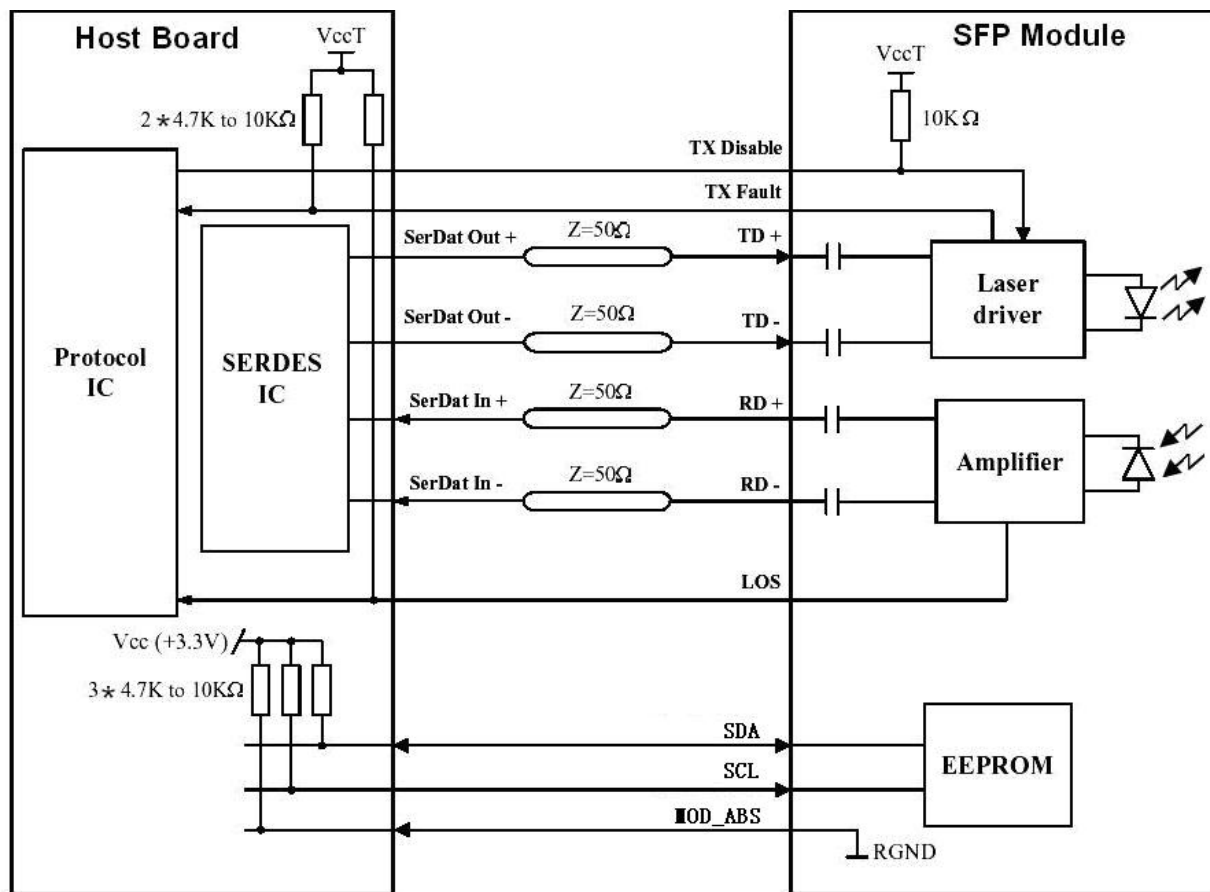 Host Board
SFP Module
VccT
VccT
2 * 4.7K to 10KΩ
10K Ω
TX Disable
TX Fault
SerDat Out +
Z=50Ω
TD +
Laser
driver
SerDat Out -
Z=50Ω
TD -
Protocol
IC
SERDES
IC
SerDat In +
Z=50Ω
RD +
Amplifier
SerDat In -
Z=50Ω
RD -
LOS
Vcc (+3.3V)
3 * 4.7K to 10KΩ
SDA
EEPROM
SCL
MOD_ABS
RGND